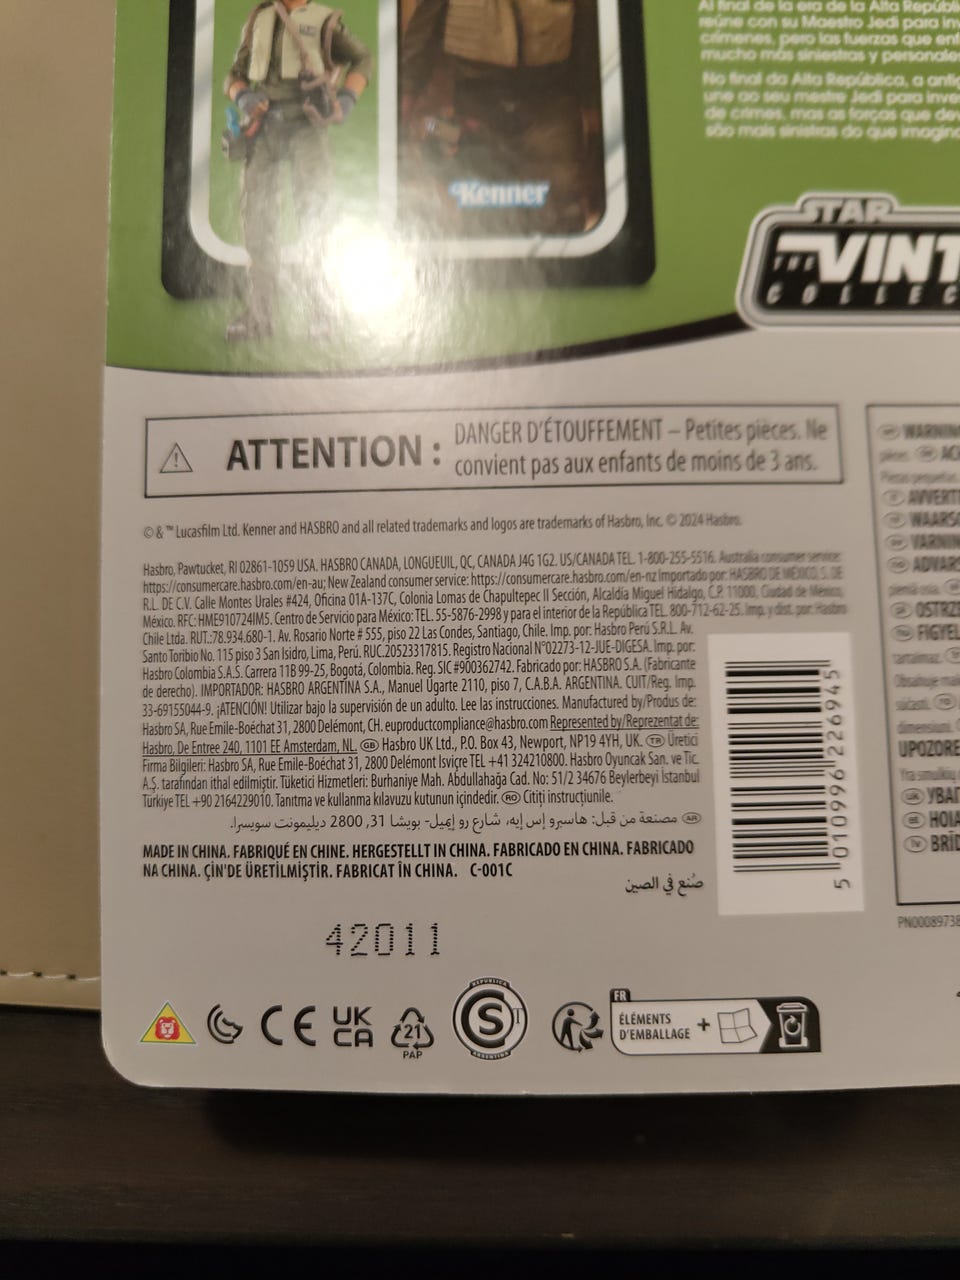 Al final de la era de la Alta Repúbli
reúne con su Maestro Jedi para inv
crímenes, pero las fuerzas que enf
mucho más siniestras y personale
No final da Alta República, a antig
une ao seu mestre Jedi para inves
de crimes, mas as forças que dev
são mais sinistras do que imagin
Kenner
STAR
THE VINT
COLLEC
ATTENTION :
DANGER D'ÉTOUFFEMENT – Petites pièces. Ne
convient pas aux enfants de moins de 3 ans.
© & ™ Lucasfilm Ltd. Kenner and HASBRO and all related trademarks and logos are trademarks of Hasbro, Inc. © 2024 Hasbro.
Hasbro, Pawtucket, RI 02861-1059 USA. HASBRO CANADA, LONGUEUIL, QC, CANADA J4G 1G2. US/CANADA TEL. 1-800-255-5516. Australia consumer service:
https://consumercare.hasbro.com/en-au; New Zealand consumer service: https://consumercare.hasbro.com/en-nz Importado por: HASBRO DE MÉXICO, S. DE
R.L. DE C.V. Calle Montes Urales #424, Oficina 01A-137C, Colonia Lomas de Chapultepec II Sección, Alcaldía Miguel Hidalgo, C.P. 11000, Ciudad de México,
México. RFC: HME910724IM5. Centro de Servicio para México: TEL. 55-5876-2998 y para el interior de la República TEL. 800-712-62-25. Imp. y dist. por: Hasbro
Chile Ltda. RUT.:78.934.680-1. Av. Rosario Norte # 555, piso 22 Las Condes, Santiago, Chile. Imp. por: Hasbro Perú S.R.L. Av.
Santo Toribio No. 115 piso 3 San Isidro, Lima, Perú. RUC.20523317815. Registro Nacional N°02273-12-JUE-DIGESA. Imp. por:
Hasbro Colombia S.A.S. Carrera 11B 99-25, Bogotá, Colombia. Reg. SIC #900362742. Fabricado por: HASBRO S.A. (Fabricante
de derecho). IMPORTADOR: HASBRO ARGENTINA S.A., Manuel Ugarte 2110, piso 7, C.A.B.A. ARGENTINA. CUIT/Reg. Imp.
33-69155044-9. ¡ATENCIÓN! Utilizar bajo la supervisión de un adulto. Lee las instrucciones. Manufactured by/Produs de:
Hasbro SA, Rue Emile-Boéchat 31, 2800 Delémont, CH. euproductcompliance@hasbro.com Represented by/Reprezentat de:
Hasbro, De Entree 240, 1101 EE Amsterdam, NL. GB Hasbro UK Ltd., P.O. Box 43, Newport, NP19 4YH, UK. TR Üretici
Firma Bilgileri: Hasbro SA, Rue Emile-Boéchat 31, 2800 Delémont İsviçre TEL +41 324210800. Hasbro Oyuncak San. ve Tic.
A.Ş. tarafından ithal edilmiştir. Tüketici Hizmetleri: Burhaniye Mah. Abdullahağa Cad. No: 51/2 34676 Beylerbeyi İstanbul
Türkiye TEL +90 2164229010. Tanıtma ve kullanma kılavuzu kutunun içindedir. RO Citiți instrucțiunile.
AR مصنعة من قبل: هاسبرو إس إيه، شارع رو إيميل- بويشا 31, 2800 ديليمونت سويسرا.
MADE IN CHINA. FABRIQUÉ EN CHINE. HERGESTELLT IN CHINA. FABRICADO EN CHINA. FABRICADO
NA CHINA. ÇİN'DE ÜRETİLMİŞTİR. FABRICAT ÎN CHINA. C-001C
صُنع في الصين
5 010996 226945
42011
CE
UK
CA
21
PAP
REPUBLICA
S
ARGENTINA
FR
ÉLÉMENTS
D'EMBALLAGE +
WARNIN
AVVERT
WAARSC
VARNIN
ADVARS
OSTRZE
FIGYEL
UPOZORE
УВАГ
HOIA
BRĪD
PN0008973